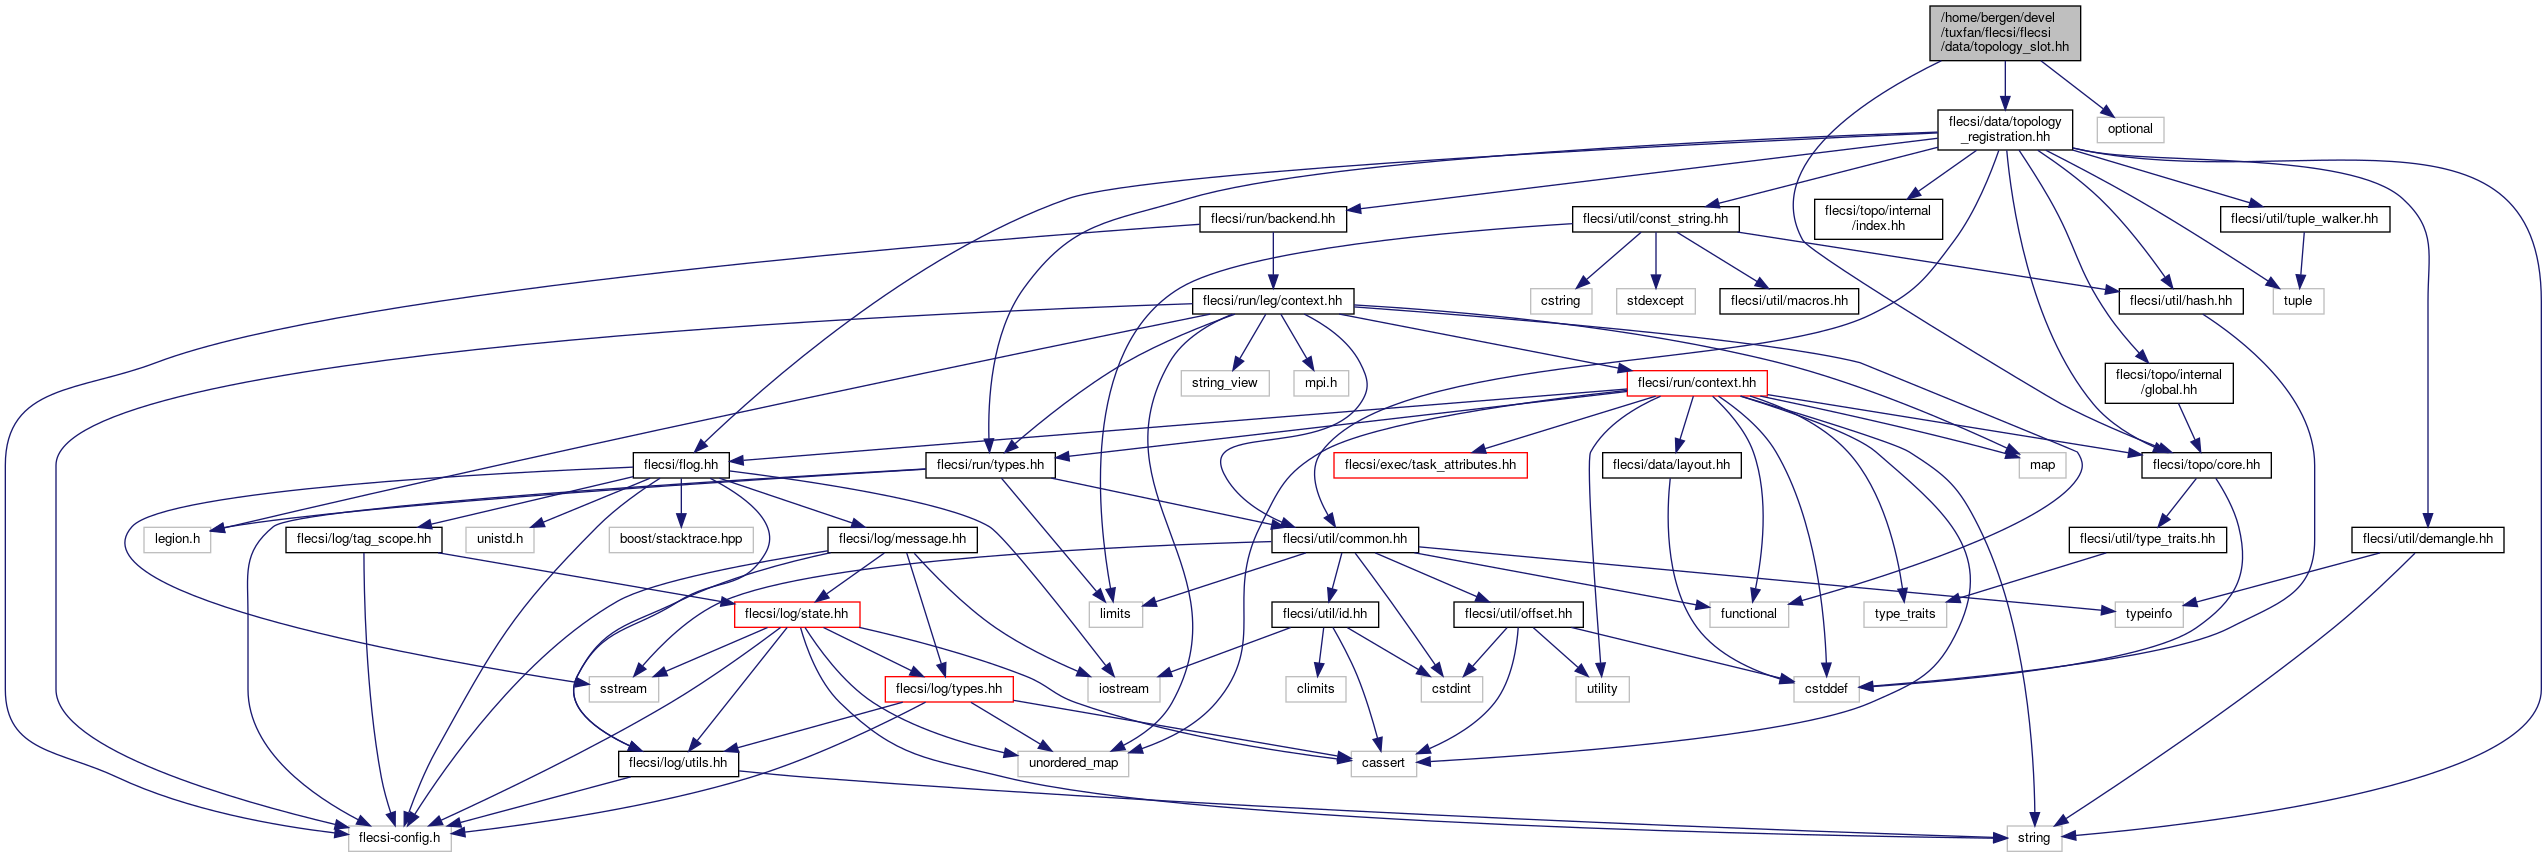 /home/bergen/devel
/tuxfan/flecsi/flecsi
/data/topology_slot.hh
flecsi/data/topology
_registration.hh
optional
flecsi/run/backend.hh
flecsi/util/const_string.hh
flecsi/topo/internal
/index.hh
flecsi/util/tuple_walker.hh
flecsi/run/leg/context.hh
cstring
stdexcept
flecsi/util/macros.hh
flecsi/util/hash.hh
tuple
string_view
mpi.h
flecsi/run/context.hh
flecsi/topo/internal
/global.hh
flecsi/flog.hh
flecsi/run/types.hh
flecsi/exec/task_attributes.hh
flecsi/data/layout.hh
map
flecsi/topo/core.hh
legion.h
flecsi/log/tag_scope.hh
unistd.h
boost/stacktrace.hpp
flecsi/log/message.hh
flecsi/util/common.hh
flecsi/util/type_traits.hh
flecsi/util/demangle.hh
flecsi/log/state.hh
limits
flecsi/util/id.hh
flecsi/util/offset.hh
functional
type_traits
typeinfo
sstream
flecsi/log/types.hh
iostream
climits
cstdint
utility
cstddef
flecsi/log/utils.hh
unordered_map
cassert
flecsi-config.h
string